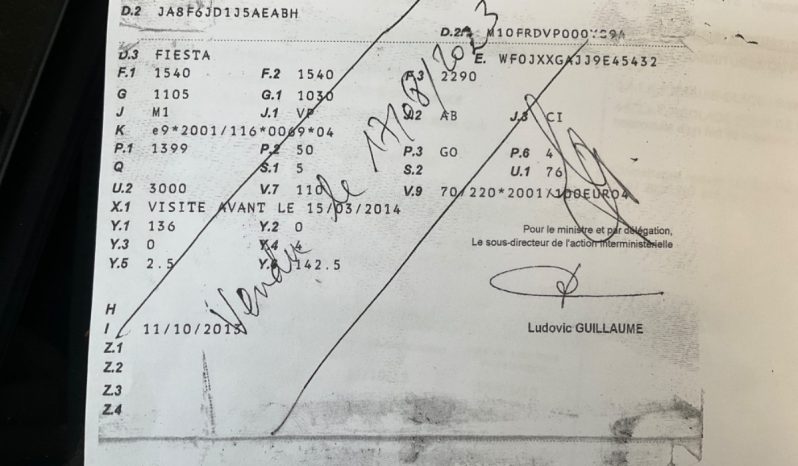 D.2 JA8F6JD1J5AEABH
D.2A M10FRDVP000
D.3 FIESTA E. WF0JXXGAJJ9E45432
F.1 1540 F.2 1540 F.3 2290
G 1105 G.1 1030
J M1 J.1 VP J.2 AB J.3 CI
K e9*2001/116*0069*04
P.1 1399 P.2 50 P.3 GO P.6 4
Q S.1 5 S.2 U.1 76
U.2 3000 V.7 110 V.9 70/220*2001/100EURO4
X.1 VISITE AVANT LE 15/03/2014
Y.1 136 Y.2 0
Y.3 0 Y.4 4
Y.5 2.5 Y.6 142.5
Pour le ministre et par délégation,
Le sous-directeur de l'action interministérielle
H
I 11/10/2013
Ludovic GUILLAUME
Z.1
Z.2
Z.3
Z.4
Vendu le 17/08/2023